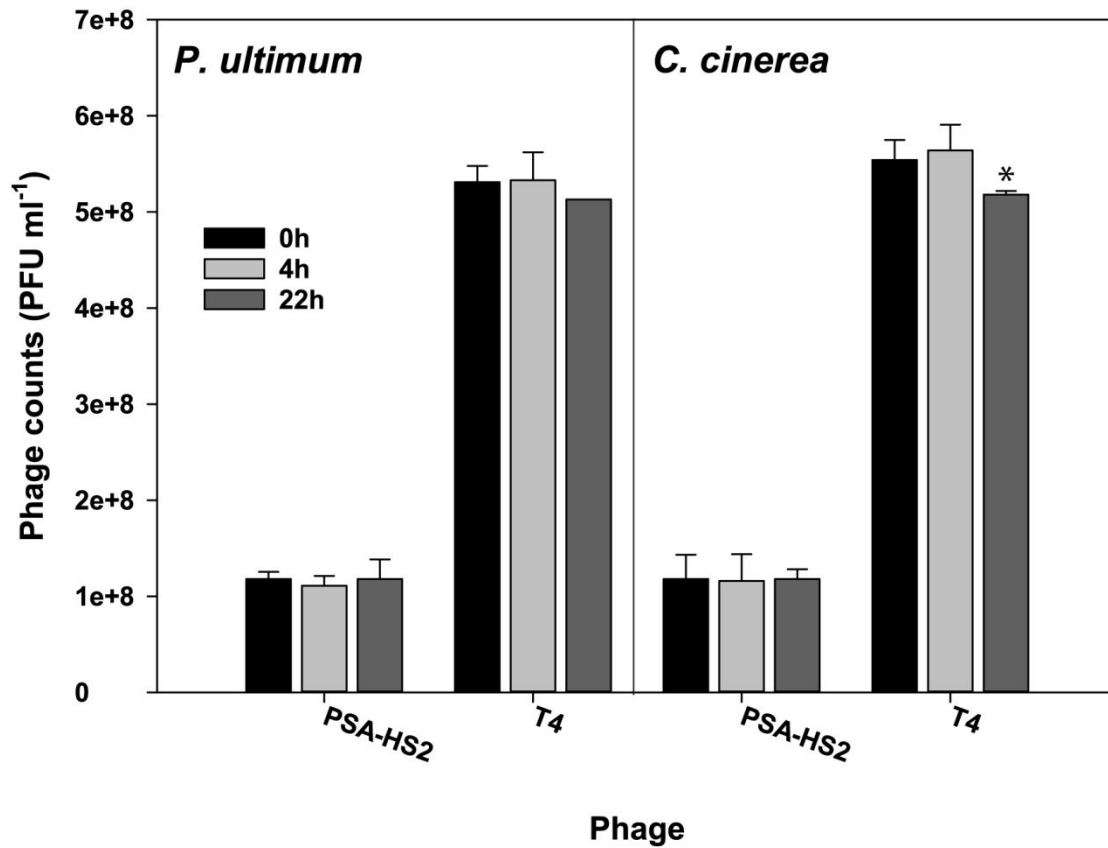 7e+8
6e+8
5e+8
4e+8
3e+8
2e+8
1e+8
0
Phage counts (PFU ml⁻¹)
P. ultimum
C. cinerea
0h
4h
22h
*
PSA-HS2
T4
PSA-HS2
T4
Phage